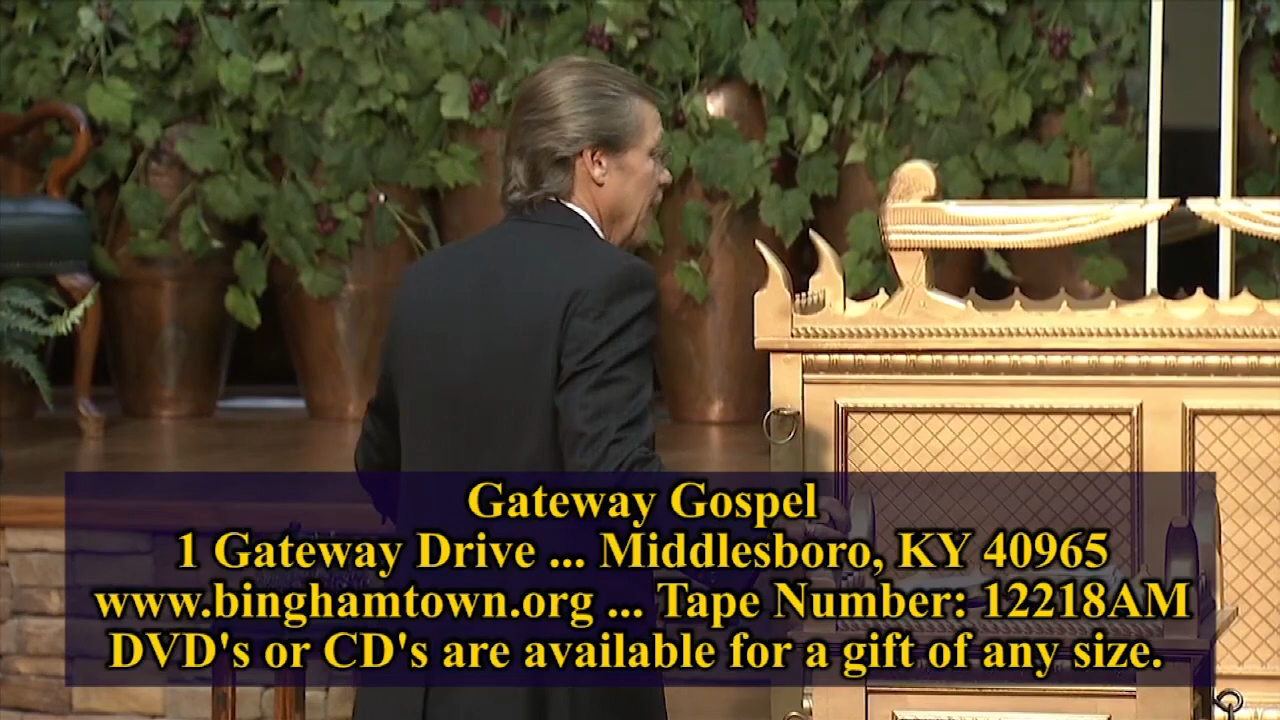 Gateway Gospel
1 Gateway Drive ... Middlesboro, KY 40965
www.binghamtown.org ... Tape Number: 12218AM
DVD's or CD's are available for a gift of any size.